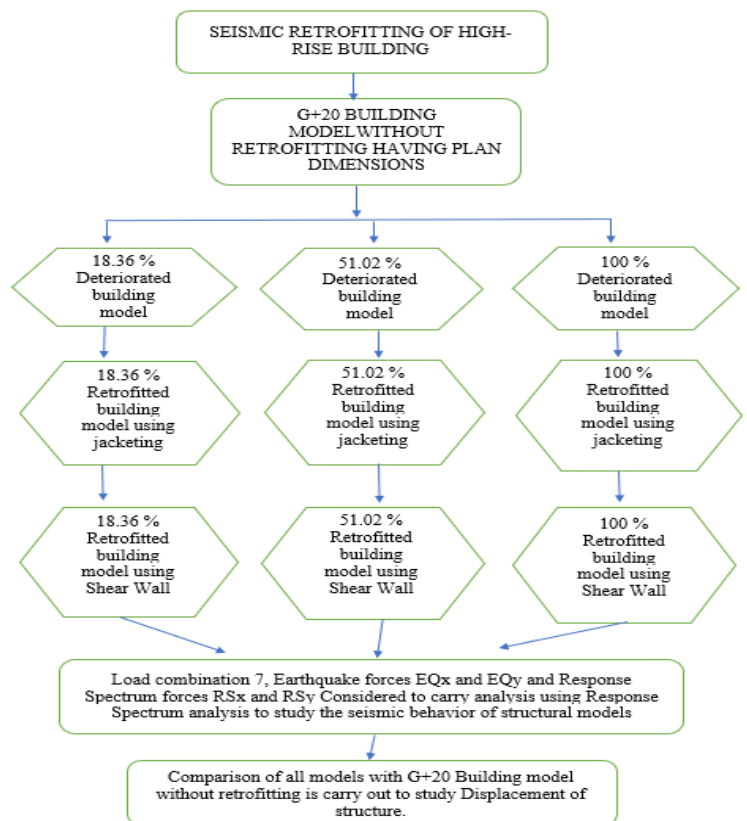 SEISMIC RETROFITTING OF HIGH-
RISE BUILDING
G+20 BUILDING
MODELWITHOUT
RETROFITTING HAVING PLAN
DIMENSIONS
18.36 %
Deteriorated
building
model
51.02 %
Deteriorated
building
model
100 %
Deteriorated
building
model
18.36 %
Retrofitted
building
model using
jacketing
51.02 %
Retrofitted
building
model using
jacketing
100 %
Retrofitted
building
model using
jacketing
18.36 %
Retrofitted
building
model using
Shear Wall
51.02 %
Retrofitted
building
model using
Shear Wall
100 %
Retrofitted
building
model using
Shear Wall
Load combination 7, Earthquake forces EQx and EQy and Response
Spectrum forces RSx and RSy Considered to carry analysis using Response
Spectrum analysis to study the seismic behavior of structural models
Comparison of all models with G+20 Building model
without retrofitting is carry out to study Displacement of
structure.